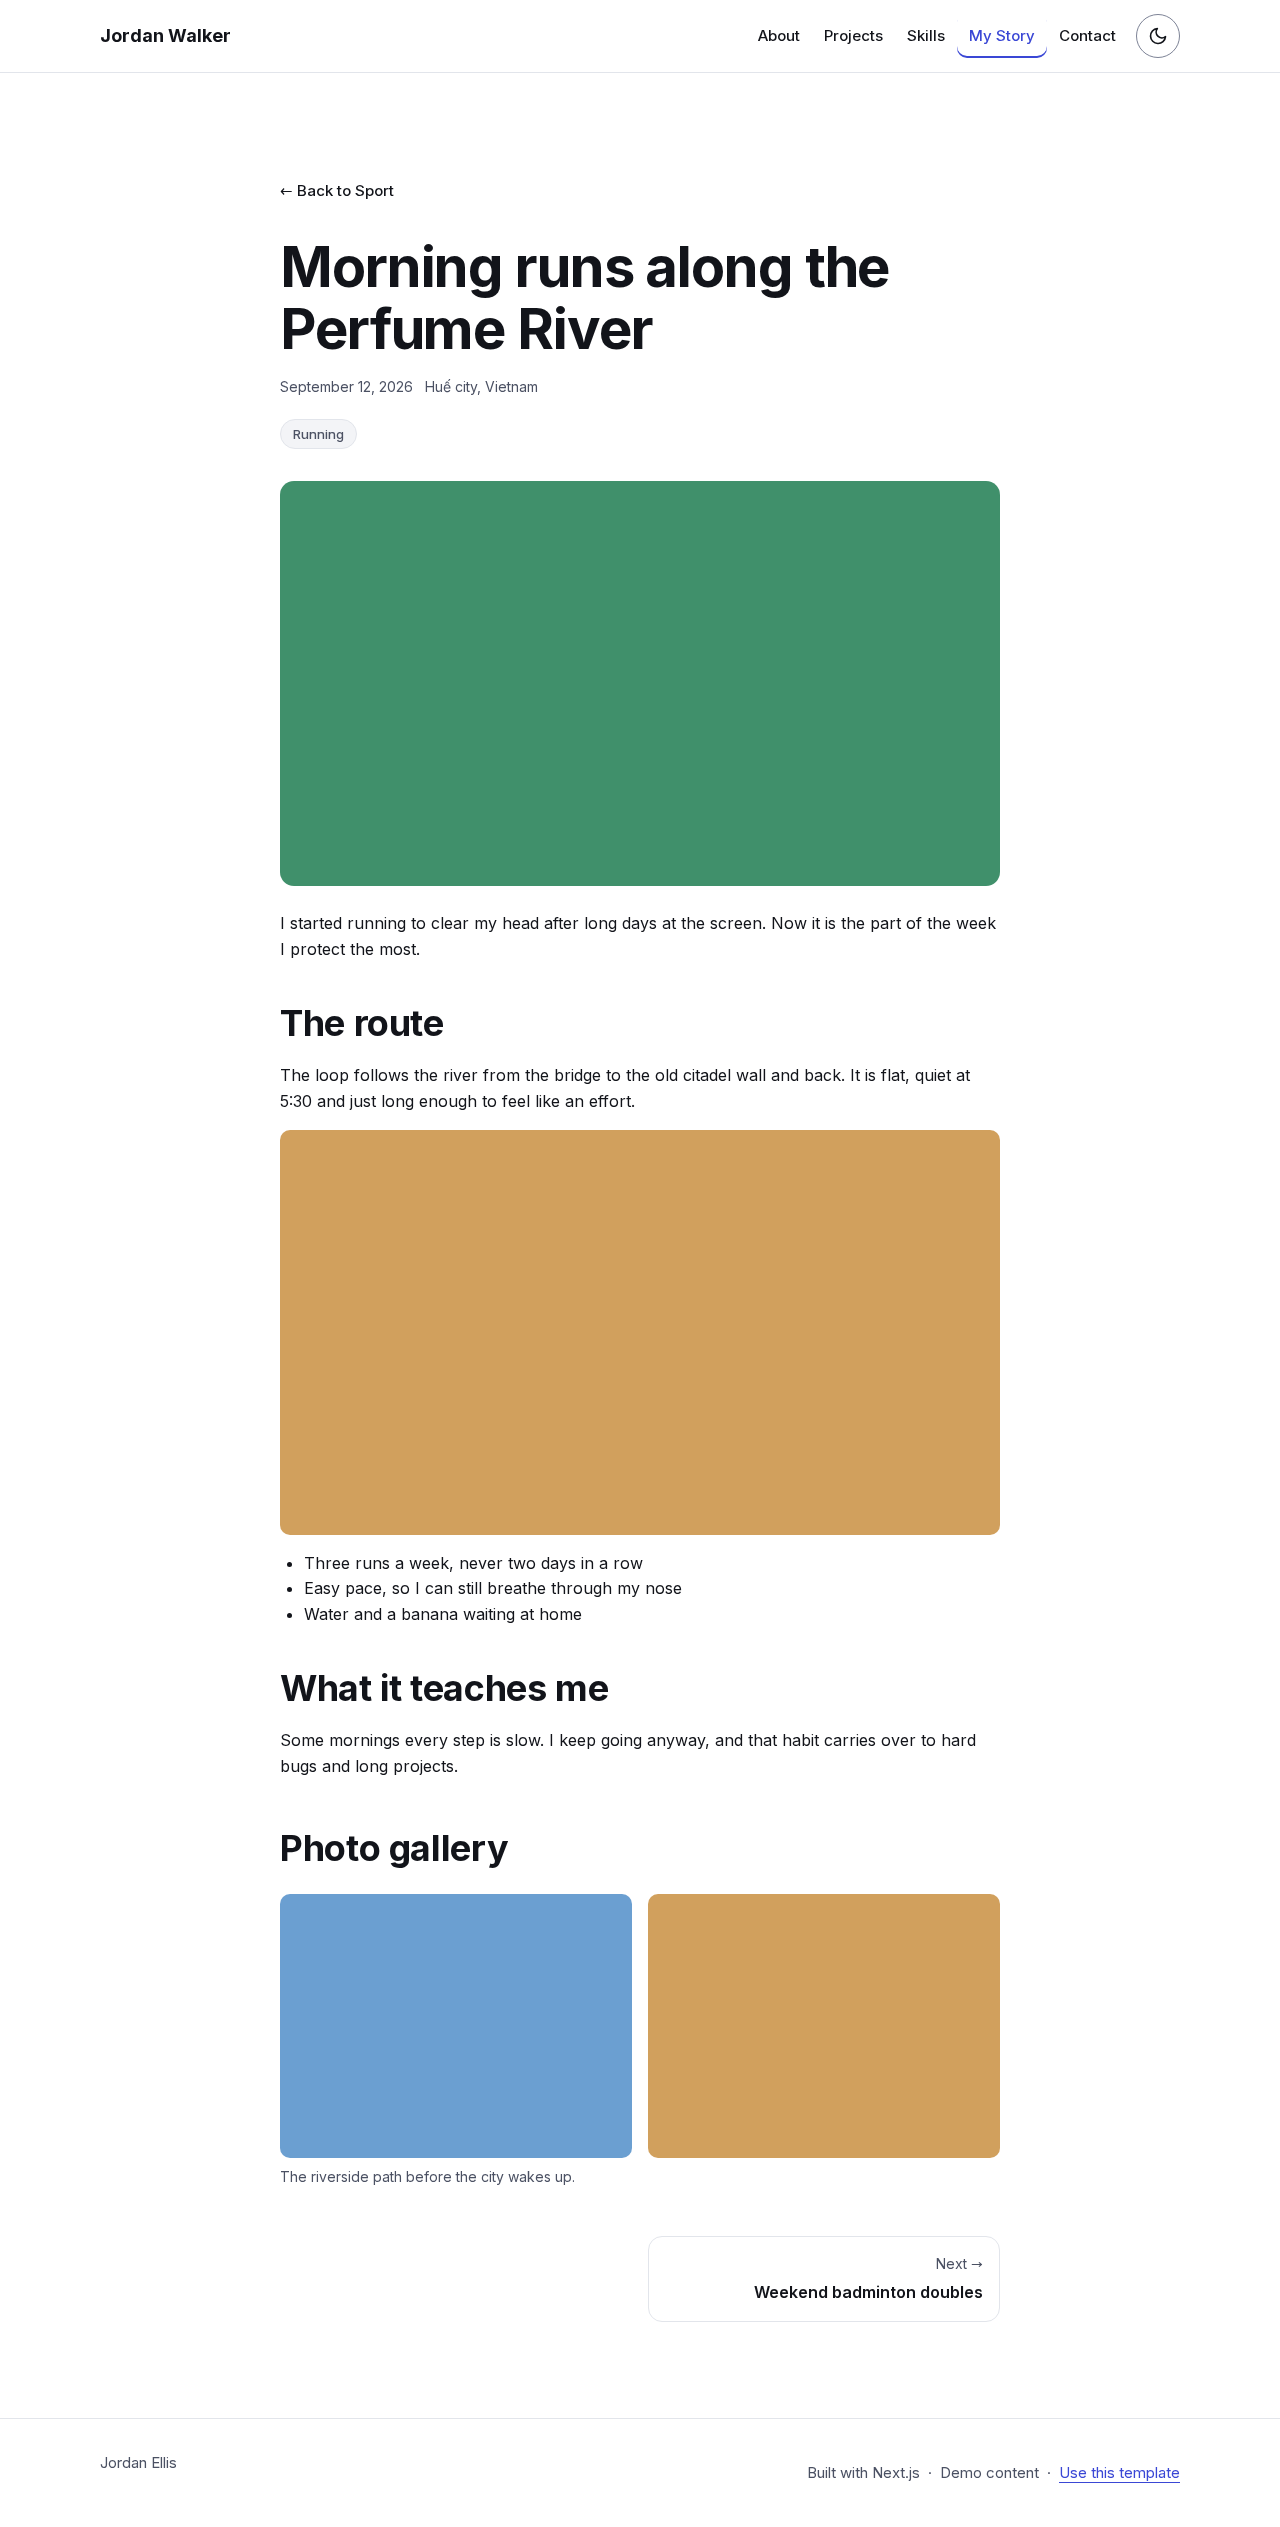 Jordan Walker
About Projects Skills My Story Contact
← Back to Sport
Morning runs along the
Perfume River
September 12, 2026 Huế city, Vietnam
Running
I started running to clear my head after long days at the screen. Now it is the part of the week
I protect the most.
The route
The loop follows the river from the bridge to the old citadel wall and back. It is flat, quiet at
5:30 and just long enough to feel like an effort.
• Three runs a week, never two days in a row
• Easy pace, so I can still breathe through my nose
• Water and a banana waiting at home
What it teaches me
Some mornings every step is slow. I keep going anyway, and that habit carries over to hard
bugs and long projects.
Photo gallery
The riverside path before the city wakes up.
Next →
Weekend badminton doubles
Jordan Ellis
Built with Next.js · Demo content · Use this template